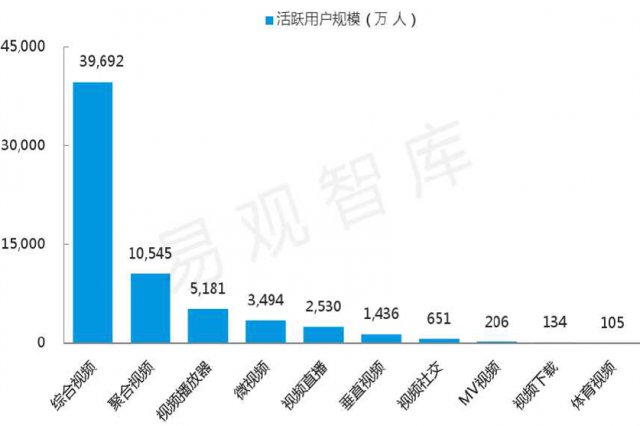 活跃用户规模（万 人）
45,000
30,000
15,000
0
39,692
10,545
5,181
3,494
2,530
1,436
651
206
134
105
综合视频
聚合视频
视频播放器
微视频
视频直播
垂直视频
视频社交
MV视频
视频下载
体育视频
易观智库